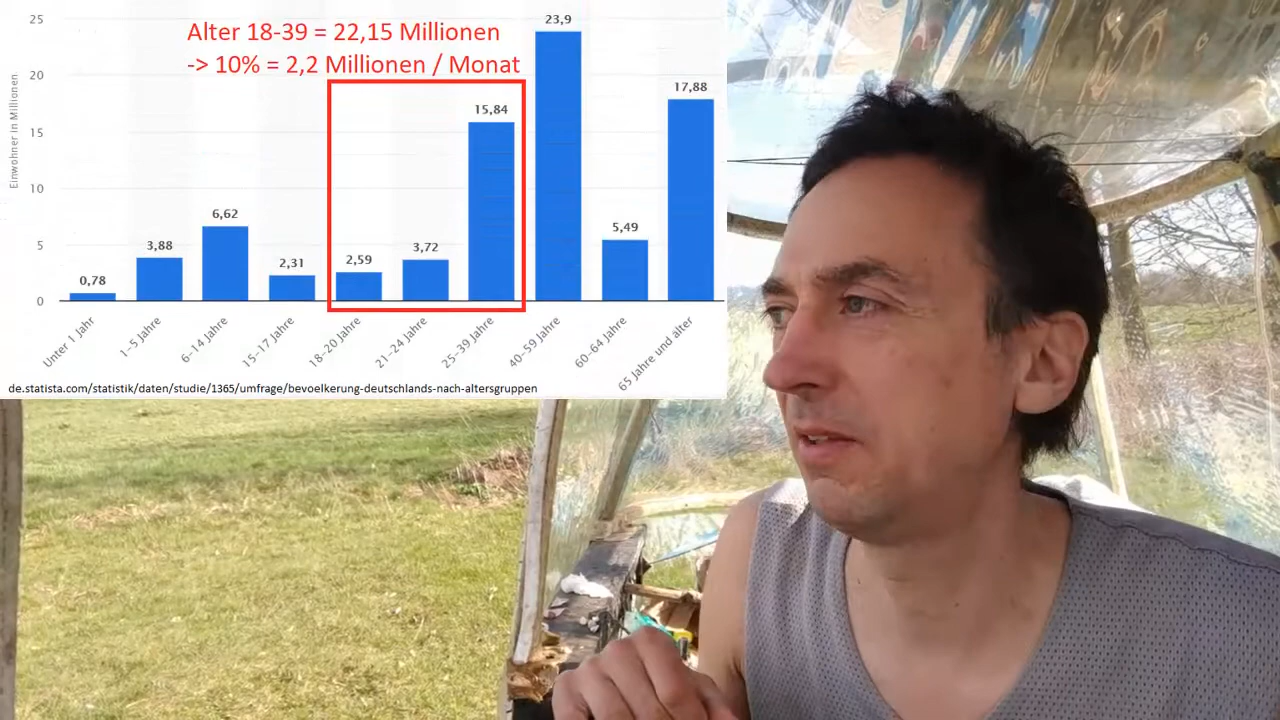 Alter 18-39 = 22,15 Millionen
-> 10% = 2,2 Millionen / Monat
Einwohner in Millionen
25
20
15
10
5
0
0,78
3,88
6,62
2,31
2,59
3,72
15,84
23,9
5,49
17,88
Unter 1 Jahr
1–5 Jahre
6–14 Jahre
15–17 Jahre
18–20 Jahre
21–24 Jahre
25–39 Jahre
40–59 Jahre
60–64 Jahre
65 Jahre und älter
de.statista.com/statistik/daten/studie/1365/umfrage/bevoelkerung-deutschlands-nach-altersgruppen